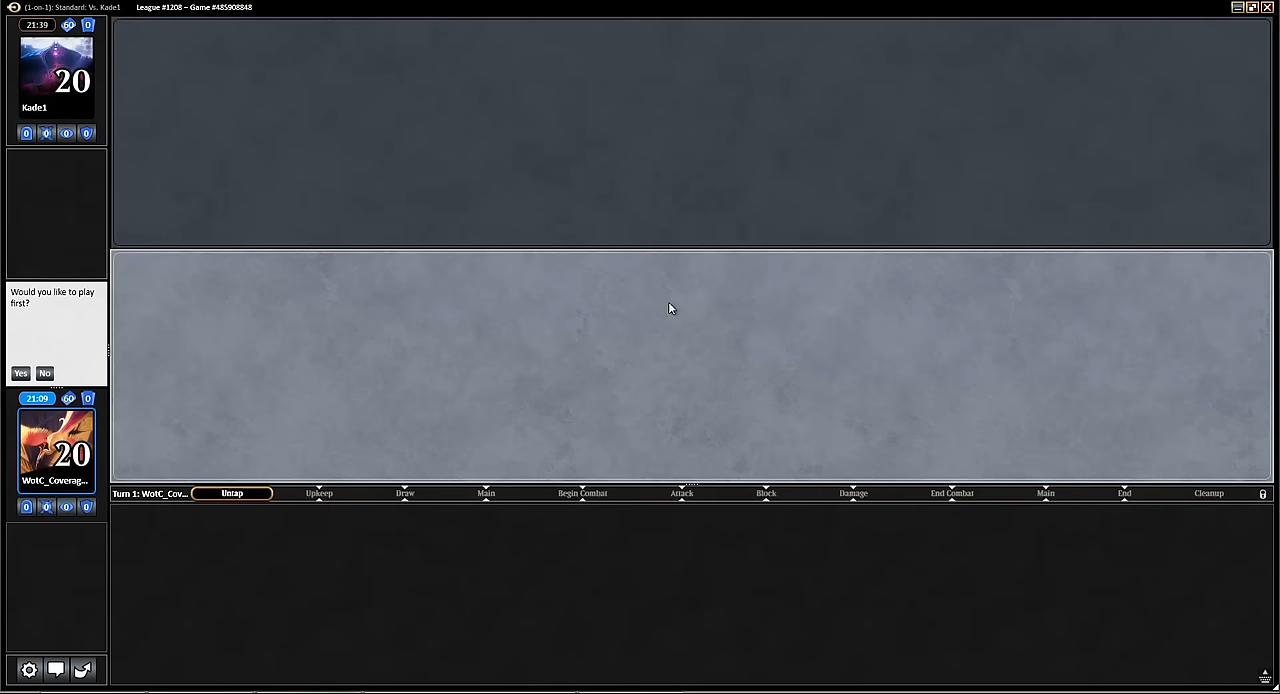 (1-on-1): Standard: Vs. Kade1 League #1208 – Game #485908848
21:39 60 0
20
Kade1
0 0 0 0
Would you like to play
first?
Yes No
21:09 60 0
20
WotC_Coverag...
0 0 0 0
Turn 1: WotC_Cov... Untap Upkeep Draw Main Begin Combat Attack Block Damage End Combat Main End Cleanup